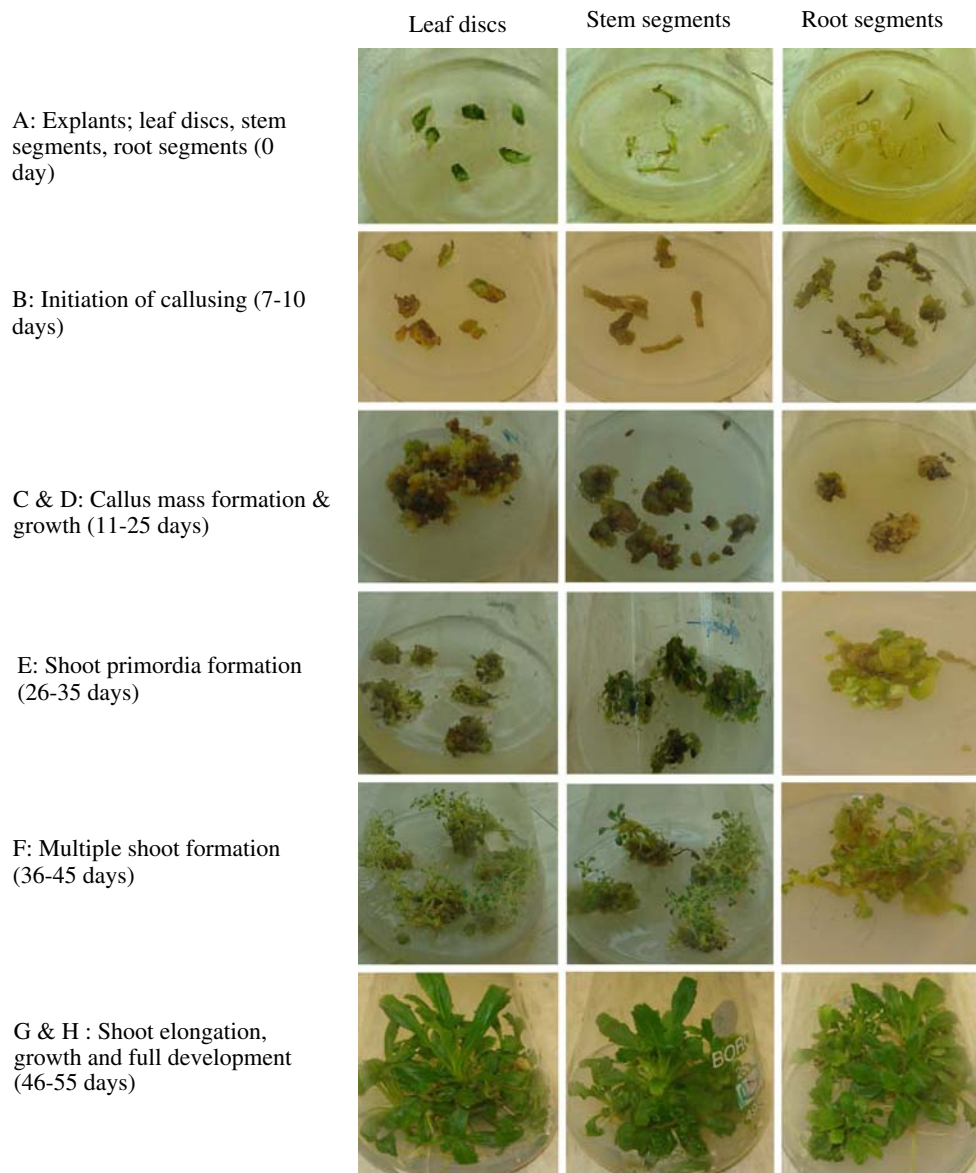 Leaf discs
Stem segments
Root segments
A: Explants; leaf discs, stem
segments, root segments (0
day)
B: Initiation of callusing (7-10
days)
C & D: Callus mass formation &
growth (11-25 days)
E: Shoot primordia formation
(26-35 days)
F: Multiple shoot formation
(36-45 days)
G & H : Shoot elongation,
growth and full development
(46-55 days)